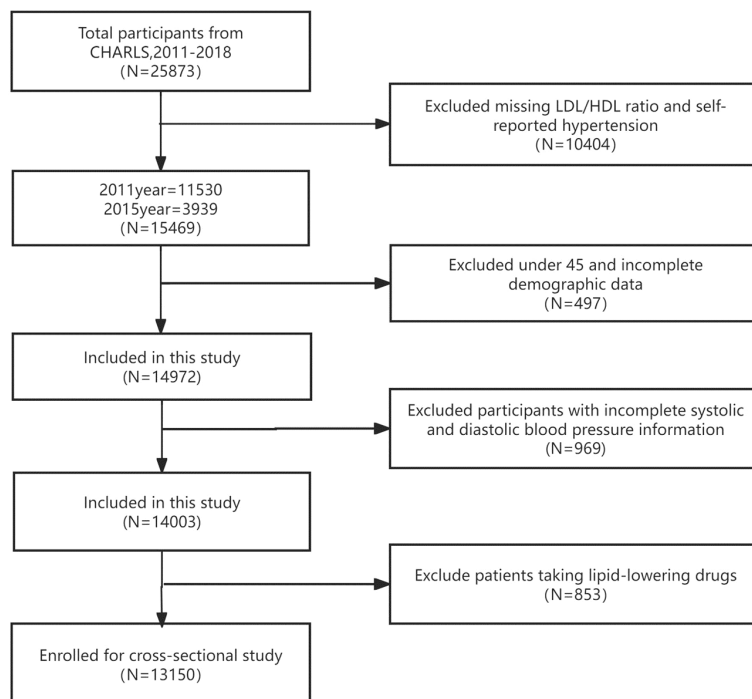 Total participants from
CHARLS,2011-2018
(N=25873)
Excluded missing LDL/HDL ratio and self-
reported hypertension
(N=10404)
2011year=11530
2015year=3939
(N=15469)
Excluded under 45 and incomplete
demographic data
(N=497)
Included in this study
(N=14972)
Excluded participants with incomplete systolic
and diastolic blood pressure information
(N=969)
Included in this study
(N=14003)
Exclude patients taking lipid-lowering drugs
(N=853)
Enrolled for cross-sectional study
(N=13150)